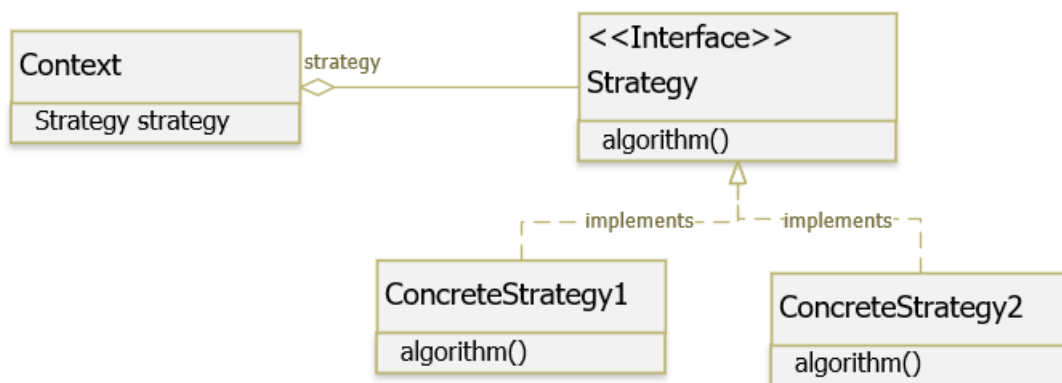 Context
Strategy strategy
strategy
<<Interface>>
Strategy
algorithm()
implements
implements
ConcreteStrategy1
algorithm()
ConcreteStrategy2
algorithm()